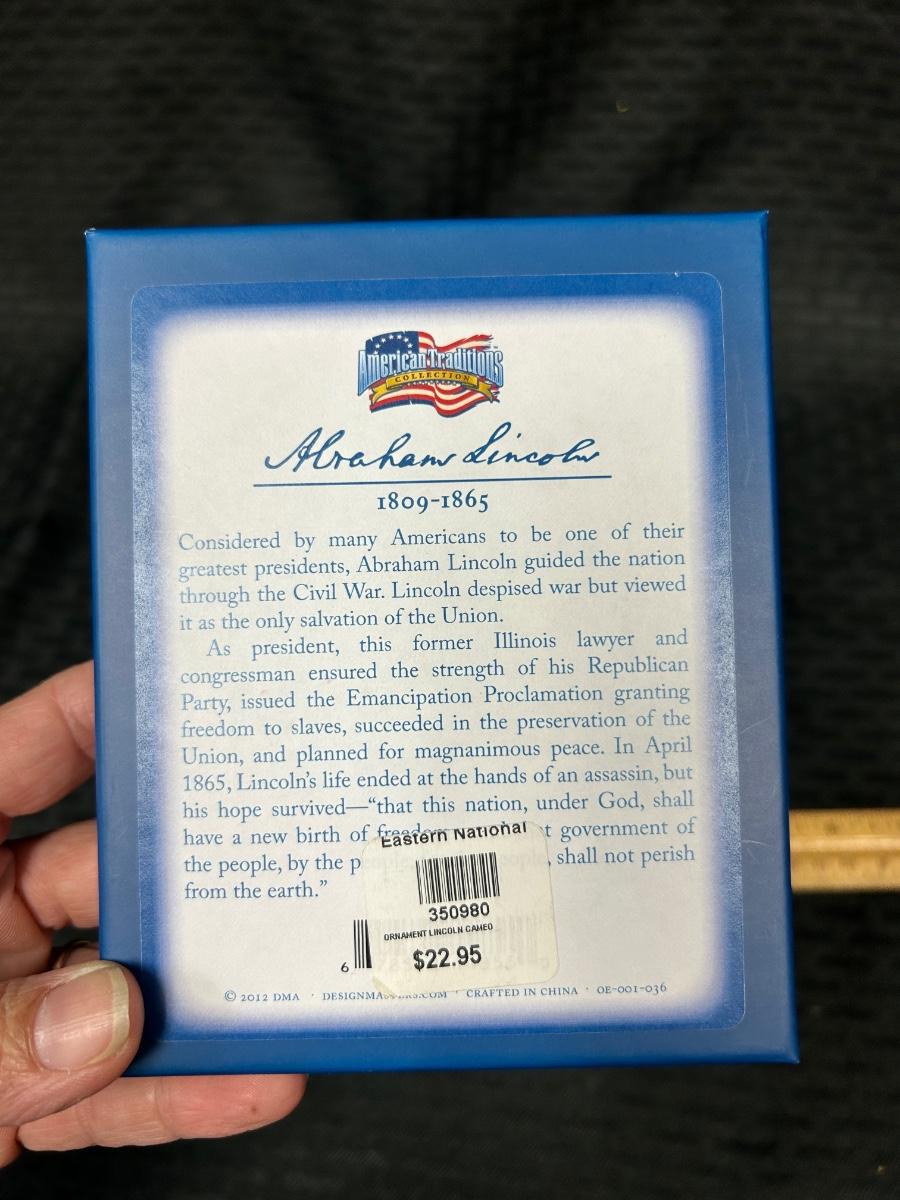 American Traditions
COLLECTION
Abraham Lincoln
1809-1865
Considered by many Americans to be one of their
greatest presidents, Abraham Lincoln guided the nation
through the Civil War. Lincoln despised war but viewed
it as the only salvation of the Union.
As president, this former Illinois lawyer and
congressman ensured the strength of his Republican
Party, issued the Emancipation Proclamation granting
freedom to slaves, succeeded in the preservation of the
Union, and planned for magnanimous peace. In April
1865, Lincoln's life ended at the hands of an assassin, but
his hope survived—“that this nation, under God, shall
have a new birth of freedom t government of
the people, by the people, people, shall not perish
from the earth.”
Eastern National
350980
ORNAMENT LINCOLN CAMEO
$22.95
6
© 2012 DMA · DESIGNMASTERS.COM · CRAFTED IN CHINA · OE-001-036